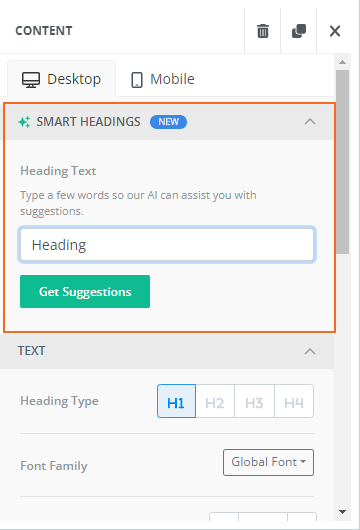 CONTENT
Desktop Mobile
SMART HEADINGS NEW
Heading Text
Type a few words so our AI can assist you with
suggestions.
Heading
Get Suggestions
TEXT
Heading Type H1 H2 H3 H4
Font Family Global Font